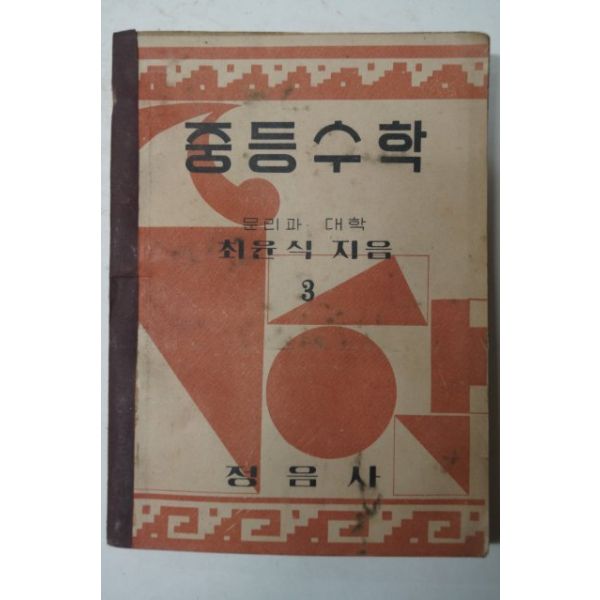 중등수학
문리과 대학
최윤식 지음
3
정음사